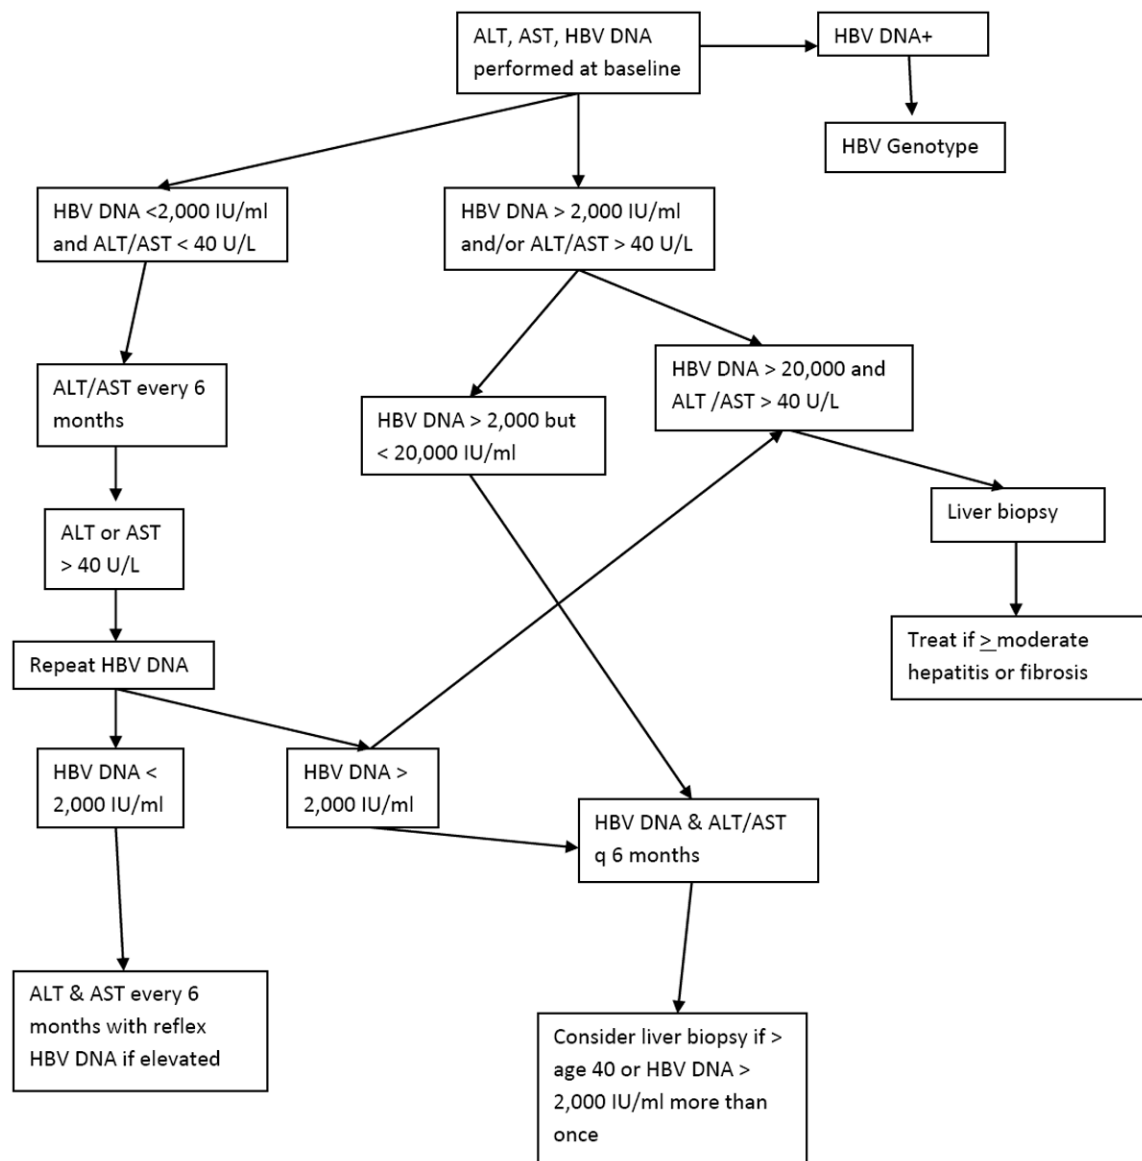 ALT, AST, HBV DNA
performed at baseline
HBV DNA+
HBV Genotype
HBV DNA <2,000 IU/ml
and ALT/AST < 40 U/L
HBV DNA > 2,000 IU/ml
and/or ALT/AST > 40 U/L
ALT/AST every 6
months
HBV DNA > 2,000 but
< 20,000 IU/ml
HBV DNA > 20,000 and
ALT /AST > 40 U/L
ALT or AST
> 40 U/L
Liver biopsy
Repeat HBV DNA
Treat if > moderate
hepatitis or fibrosis
HBV DNA <
2,000 IU/ml
HBV DNA >
2,000 IU/ml
HBV DNA & ALT/AST
q 6 months
ALT & AST every 6
months with reflex
HBV DNA if elevated
Consider liver biopsy if >
age 40 or HBV DNA >
2,000 IU/ml more than
once